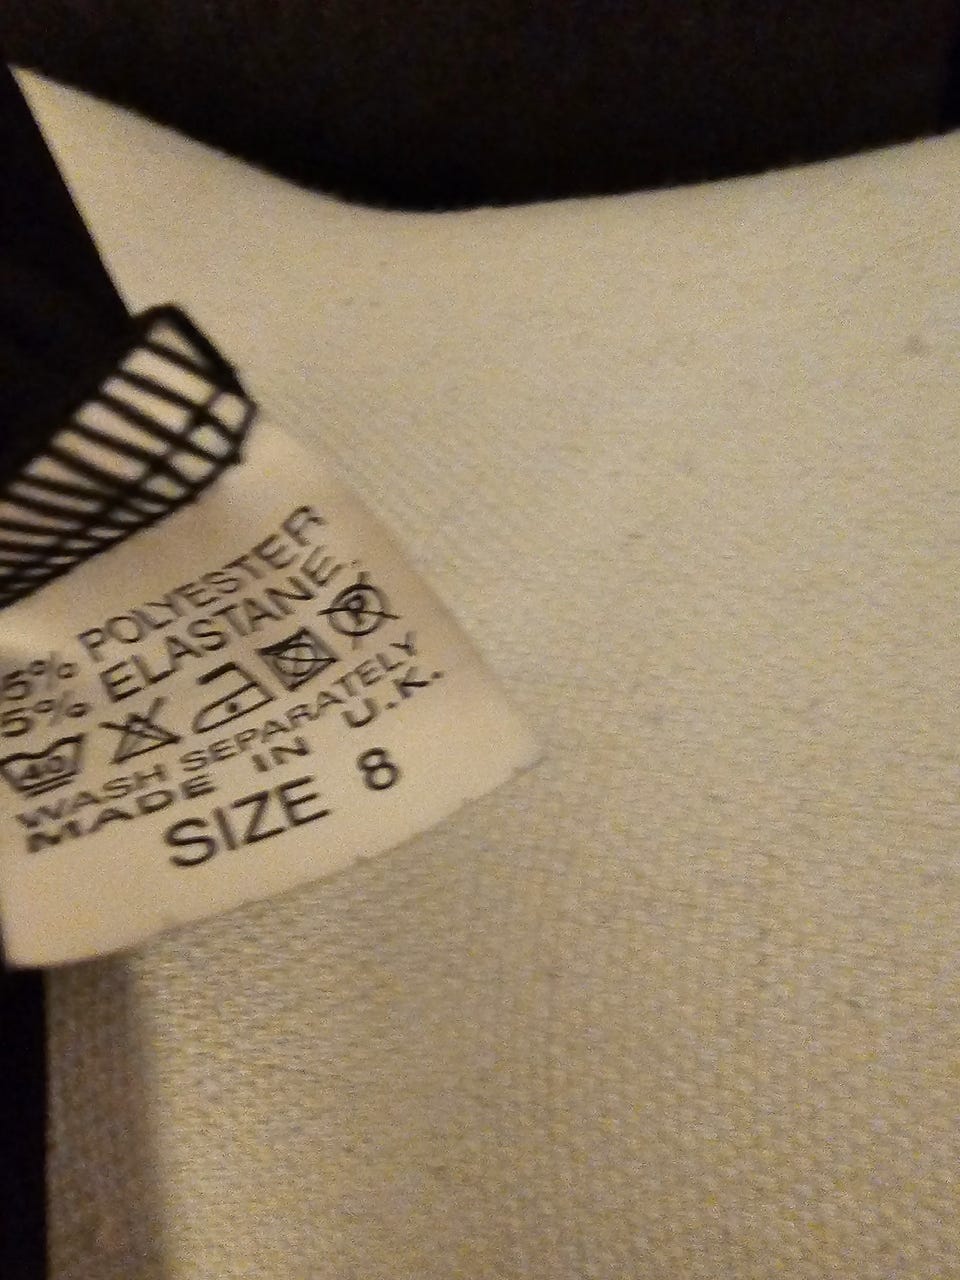 5% POLYESTER
5% ELASTANE.
40 P
WASH SEPARATELY
MADE IN U.K.
SIZE 8